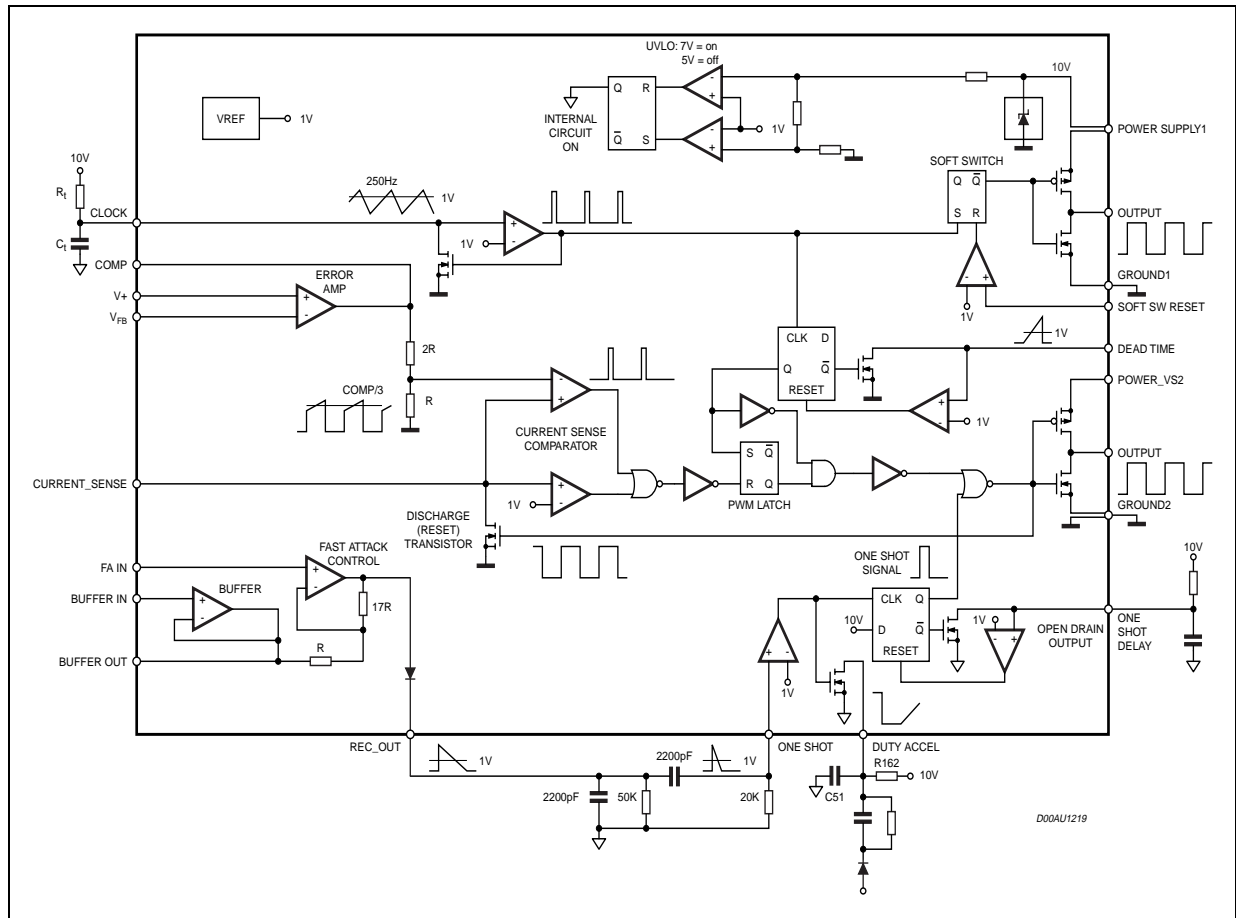 UVLO: 7V = on
5V = off
10V
VREF
1V
Q R
Q S
INTERNAL
CIRCUIT
ON
- +
- +
1V
POWER SUPPLY1
10V
Rt
CLOCK
Ct
250Hz
1V
+ -
1V
SOFT SWITCH
Q Q
S R
OUTPUT
COMP
V+
VFB
ERROR
AMP
+ -
- +
1V
GROUND1
SOFT SW RESET
2R
COMP/3
R
- +
CURRENT SENSE
COMPARATOR
CLK D
Q Q
RESET
1V
DEAD TIME
+ -
1V
POWER_VS2
CURRENT_SENSE
+ -
1V
S Q
R Q
PWM LATCH
OUTPUT
GROUND2
DISCHARGE
(RESET)
TRANSISTOR
FA IN
FAST ATTACK
CONTROL
+ -
17R
BUFFER IN
BUFFER
+ -
BUFFER OUT
R
ONE SHOT
SIGNAL
CLK Q
10V
D Q
RESET
+ -
1V
1V
- +
OPEN DRAIN
OUTPUT
10V
ONE
SHOT
DELAY
REC_OUT
1V
2200pF
1V
ONE SHOT
DUTY ACCEL
R162
10V
2200pF
50K
20K
C51
D00AU1219